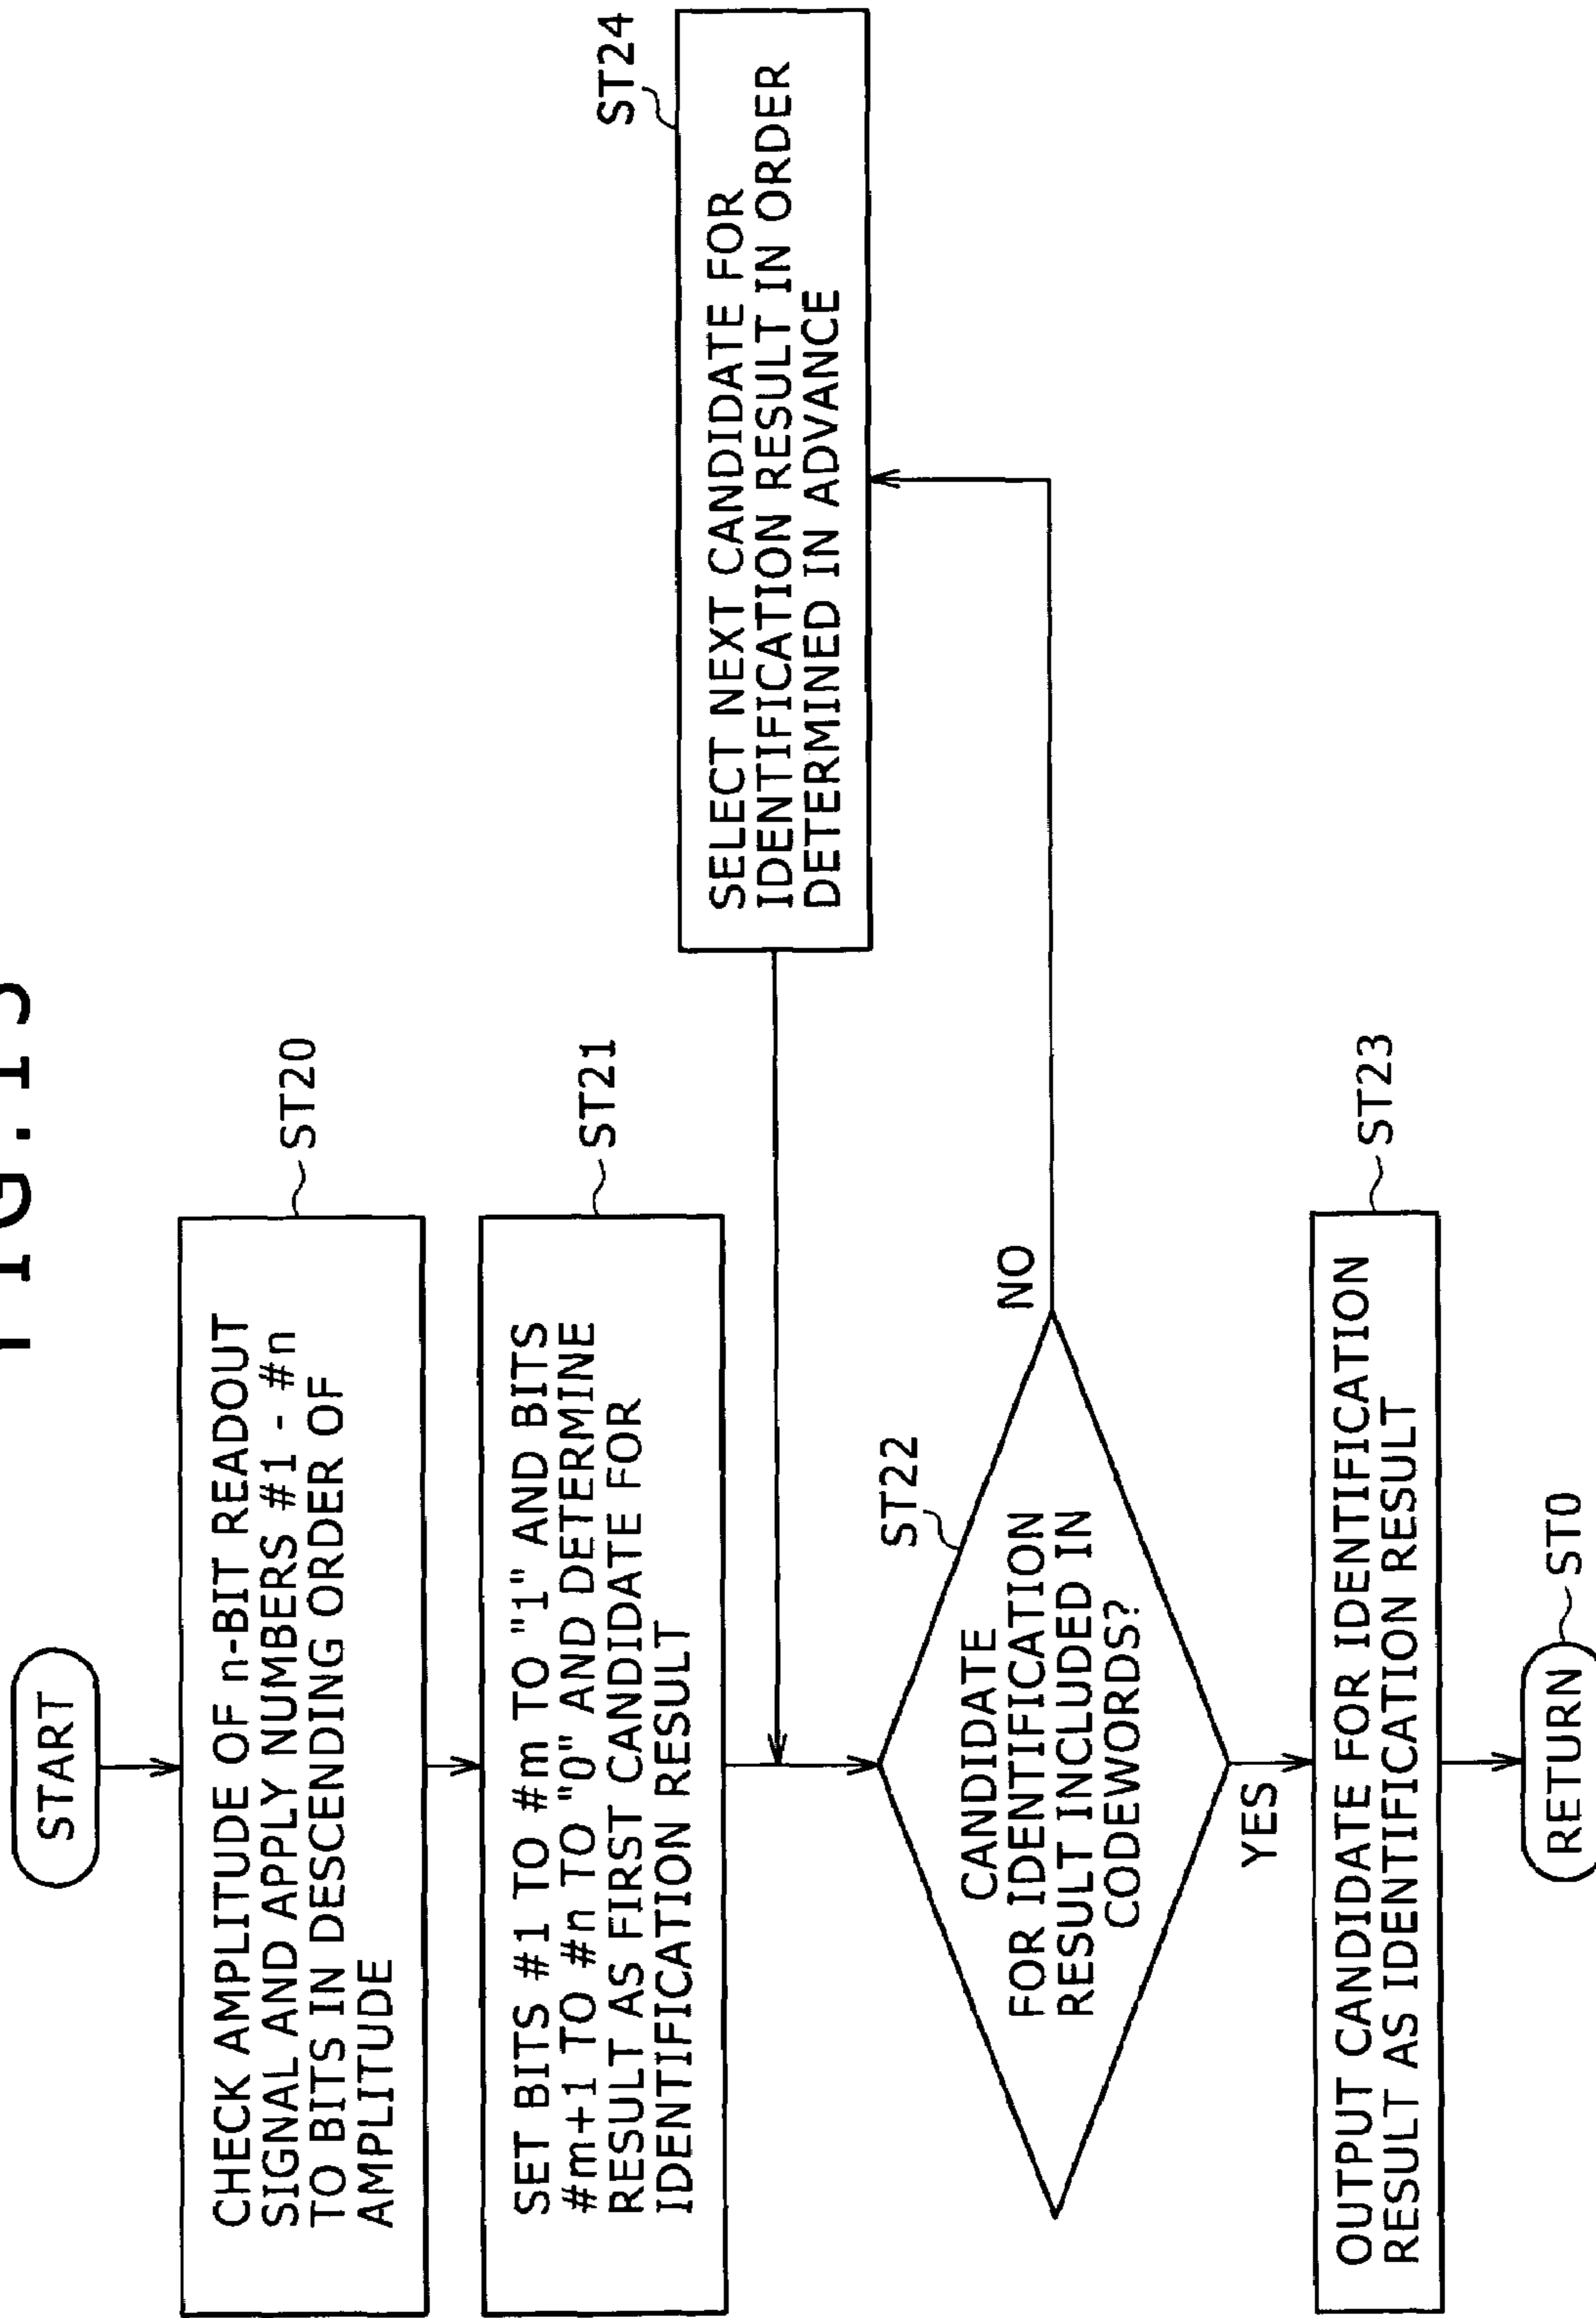 START
CHECK AMPLITUDE OF n-BIT READOUT
SIGNAL AND APPLY NUMBERS #1 - #n
TO BITS IN DESCENDING ORDER OF
AMPLITUDE
ST20
SET BITS #1 TO #m TO "1" AND BITS
#m+1 TO #n TO "0" AND DETERMINE
RESULT AS FIRST CANDIDATE FOR
IDENTIFICATION RESULT
ST21
CANDIDATE
FOR IDENTIFICATION
RESULT INCLUDED IN
CODEWORDS?
ST22
NO
YES
SELECT NEXT CANDIDATE FOR
IDENTIFICATION RESULT IN ORDER
DETERMINED IN ADVANCE
ST24
OUTPUT CANDIDATE FOR IDENTIFICATION
RESULT AS IDENTIFICATION RESULT
ST23
RETURN
ST0